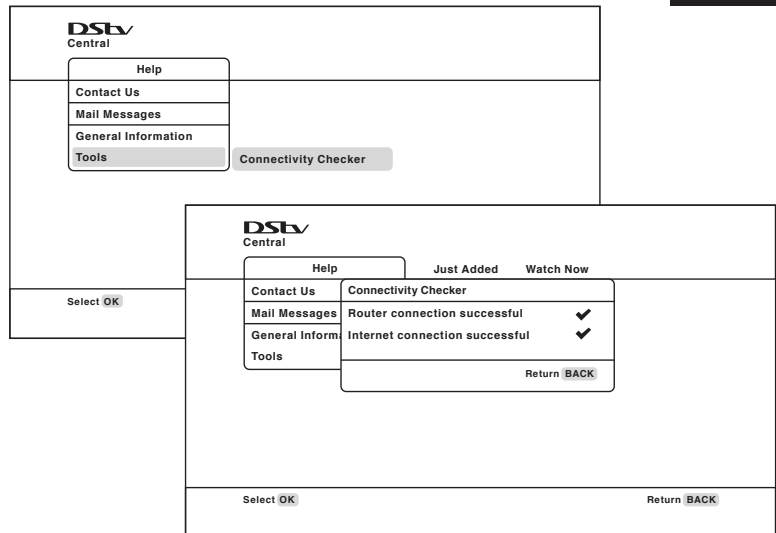 DStv
Central
Help
Contact Us
Mail Messages
General Information
Tools
Connectivity Checker
Select OK
DStv
Central
Help Just Added Watch Now
Contact Us
Mail Messages
General Informa
Tools
Connectivity Checker
Router connection successful
Internet connection successful
Return BACK
Select OK Return BACK